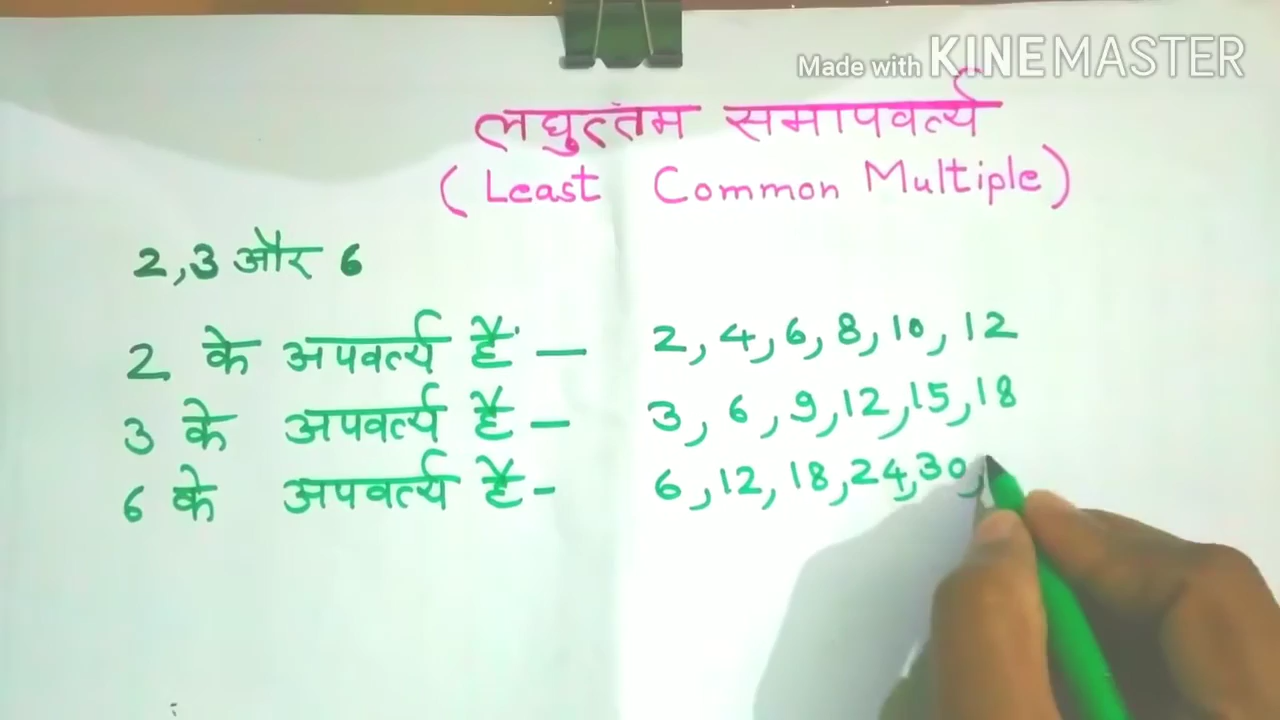 Made with KINEMASTER
लघुत्तम समापवर्त्य
(Least Common Multiple)
2,3 और 6
2 के अपवर्त्य हैं — 2, 4, 6, 8, 10, 12
3 के अपवर्त्य हैं — 3, 6, 9, 12, 15, 18
6 के अपवर्त्य हैं - 6, 12, 18, 24, 30,